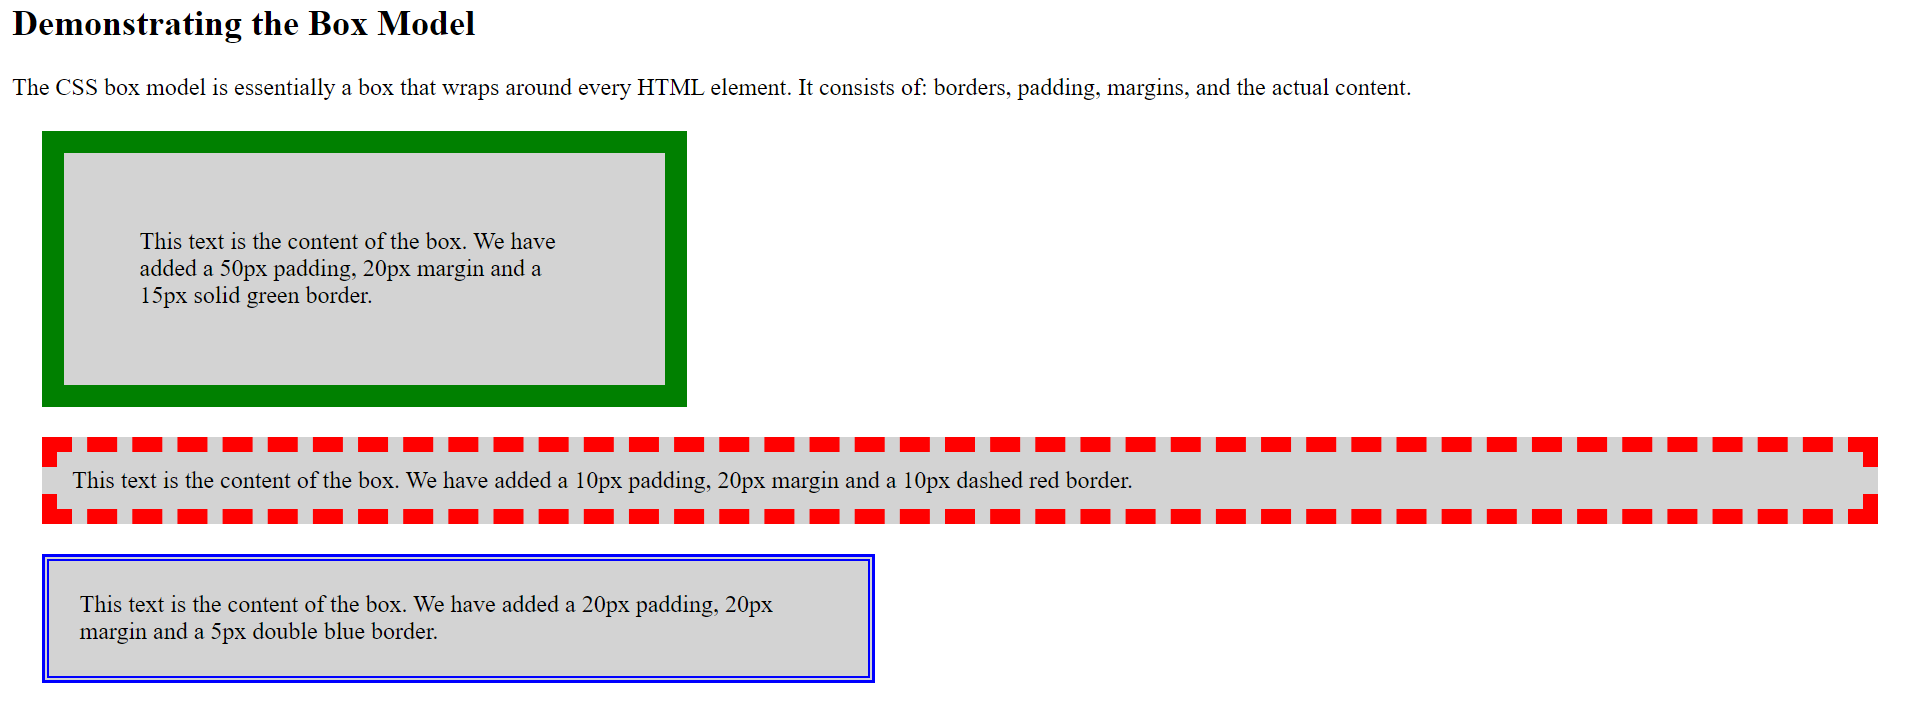 Demonstrating the Box Model
The CSS box model is essentially a box that wraps around every HTML element. It consists of: borders, padding, margins, and the actual content.
This text is the content of the box. We have
added a 50px padding, 20px margin and a
15px solid green border.
This text is the content of the box. We have added a 10px padding, 20px margin and a 10px dashed red border.
This text is the content of the box. We have added a 20px padding, 20px
margin and a 5px double blue border.